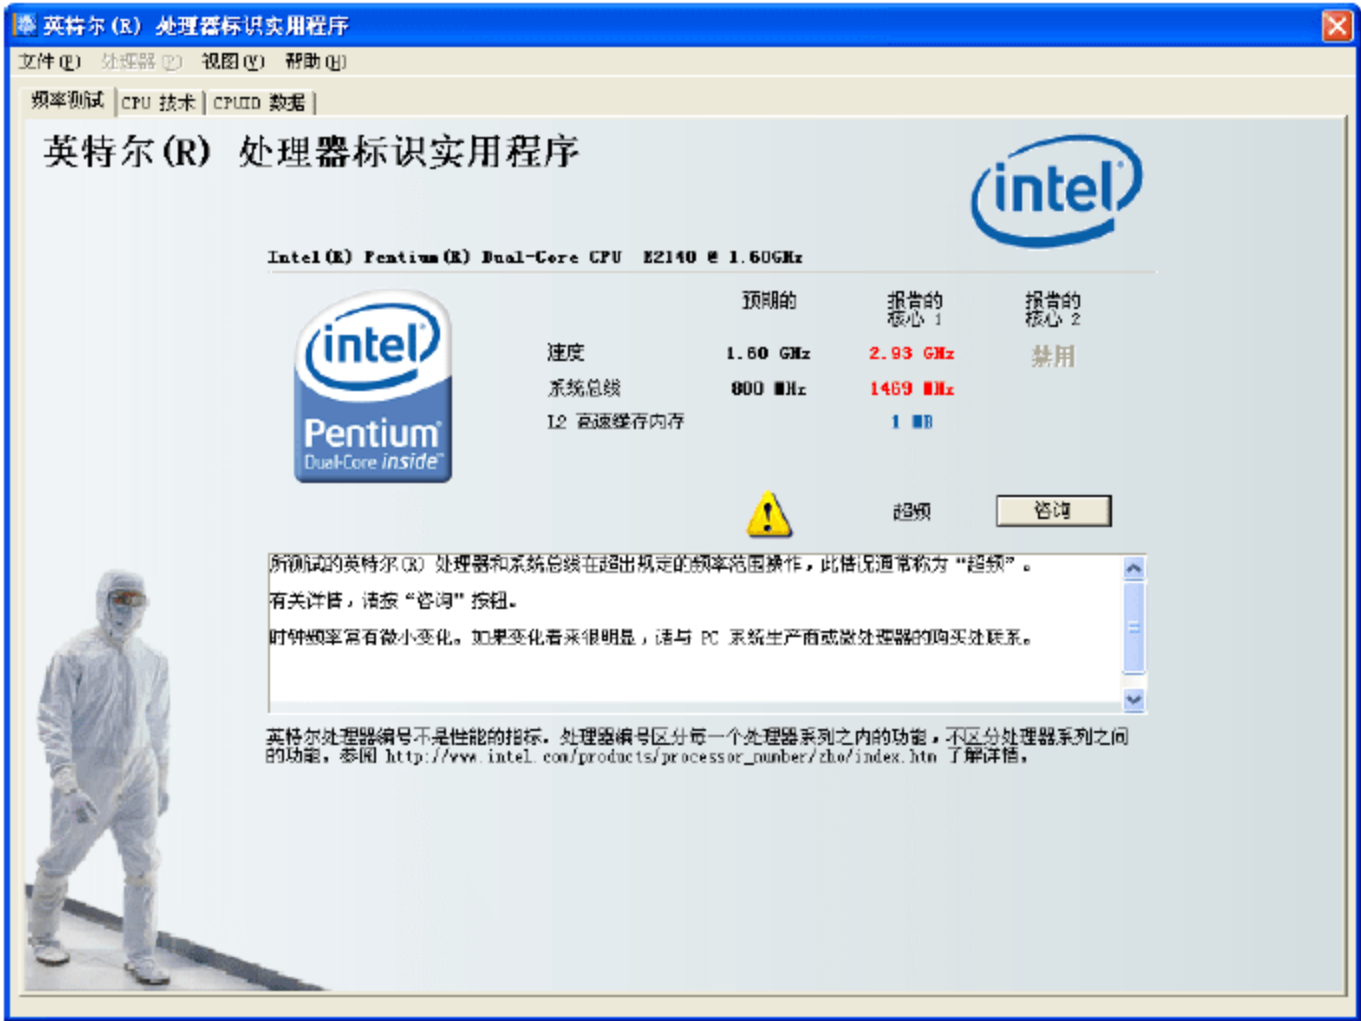 英特尔(R) 处理器标识实用程序
文件(F) 处理器(P) 视图(V) 帮助(H)
频率测试 CPU 技术 CPUID 数据
英特尔(R) 处理器标识实用程序
intel
Intel(R) Pentium(R) Dual-Core CPU E2140 @ 1.60GHz
预期的 报告的 核心 1 报告的 核心 2
intel
Pentium
Dual-Core inside™
速度 1.60 GHz 2.93 GHz 禁用
系统总线 800 MHz 1469 MHz
L2 高速缓存内存 1 MB
超频 咨询
所测试的英特尔(R) 处理器和系统总线在超出规定的频率范围操作，此情况通常称为“超频”。
有关详情，请按“咨询”按钮。
时钟频率常有微小变化。如果变化看来很明显，请与 PC 系统生产商或微处理器的购买处联系。
英特尔处理器编号不是性能的指标。处理器编号区分每一个处理器系列之内的功能，不区分处理器系列之间
的功能。参阅 http://www.intel.com/products/processor_number/zho/index.htm 了解详情。